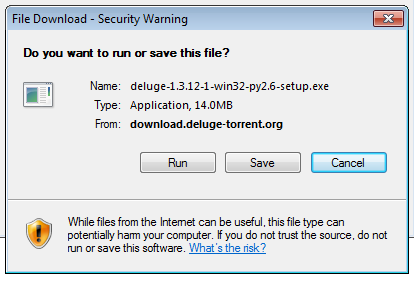 File Download - Security Warning
Do you want to run or save this file?
Name: deluge-1.3.12-1-win32-py2.6-setup.exe
Type: Application, 14.0MB
From: download.deluge-torrent.org
Run Save Cancel
While files from the Internet can be useful, this file type can
potentially harm your computer. If you do not trust the source, do not
run or save this software. What's the risk?